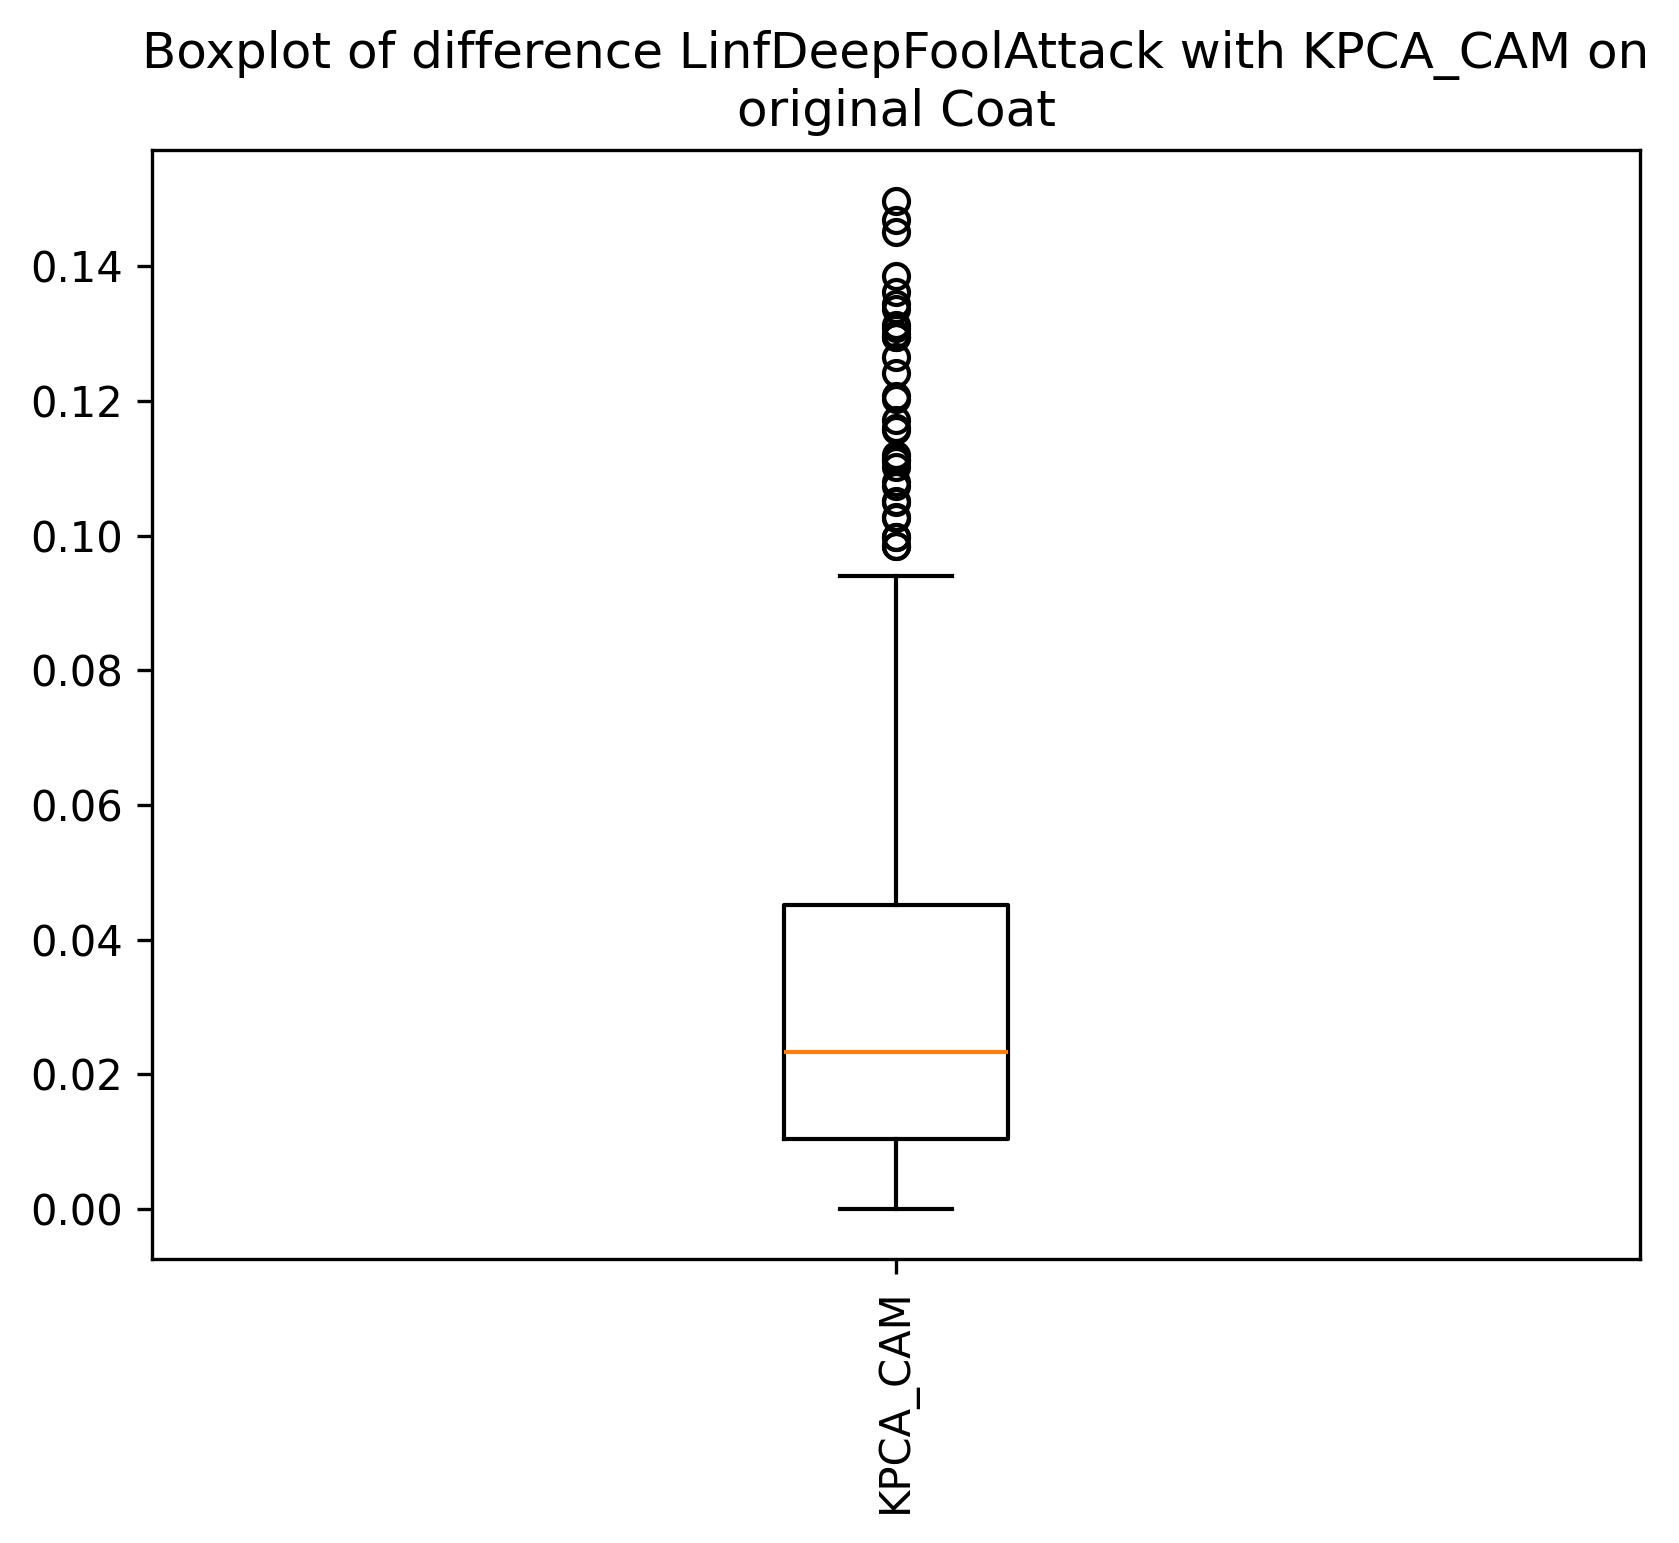 Boxplot of difference LinfDeepFoolAttack with KPCA_CAM on
original Coat
0.14
0.12
0.10
0.08
0.06
0.04
0.02
0.00
KPCA_CAM